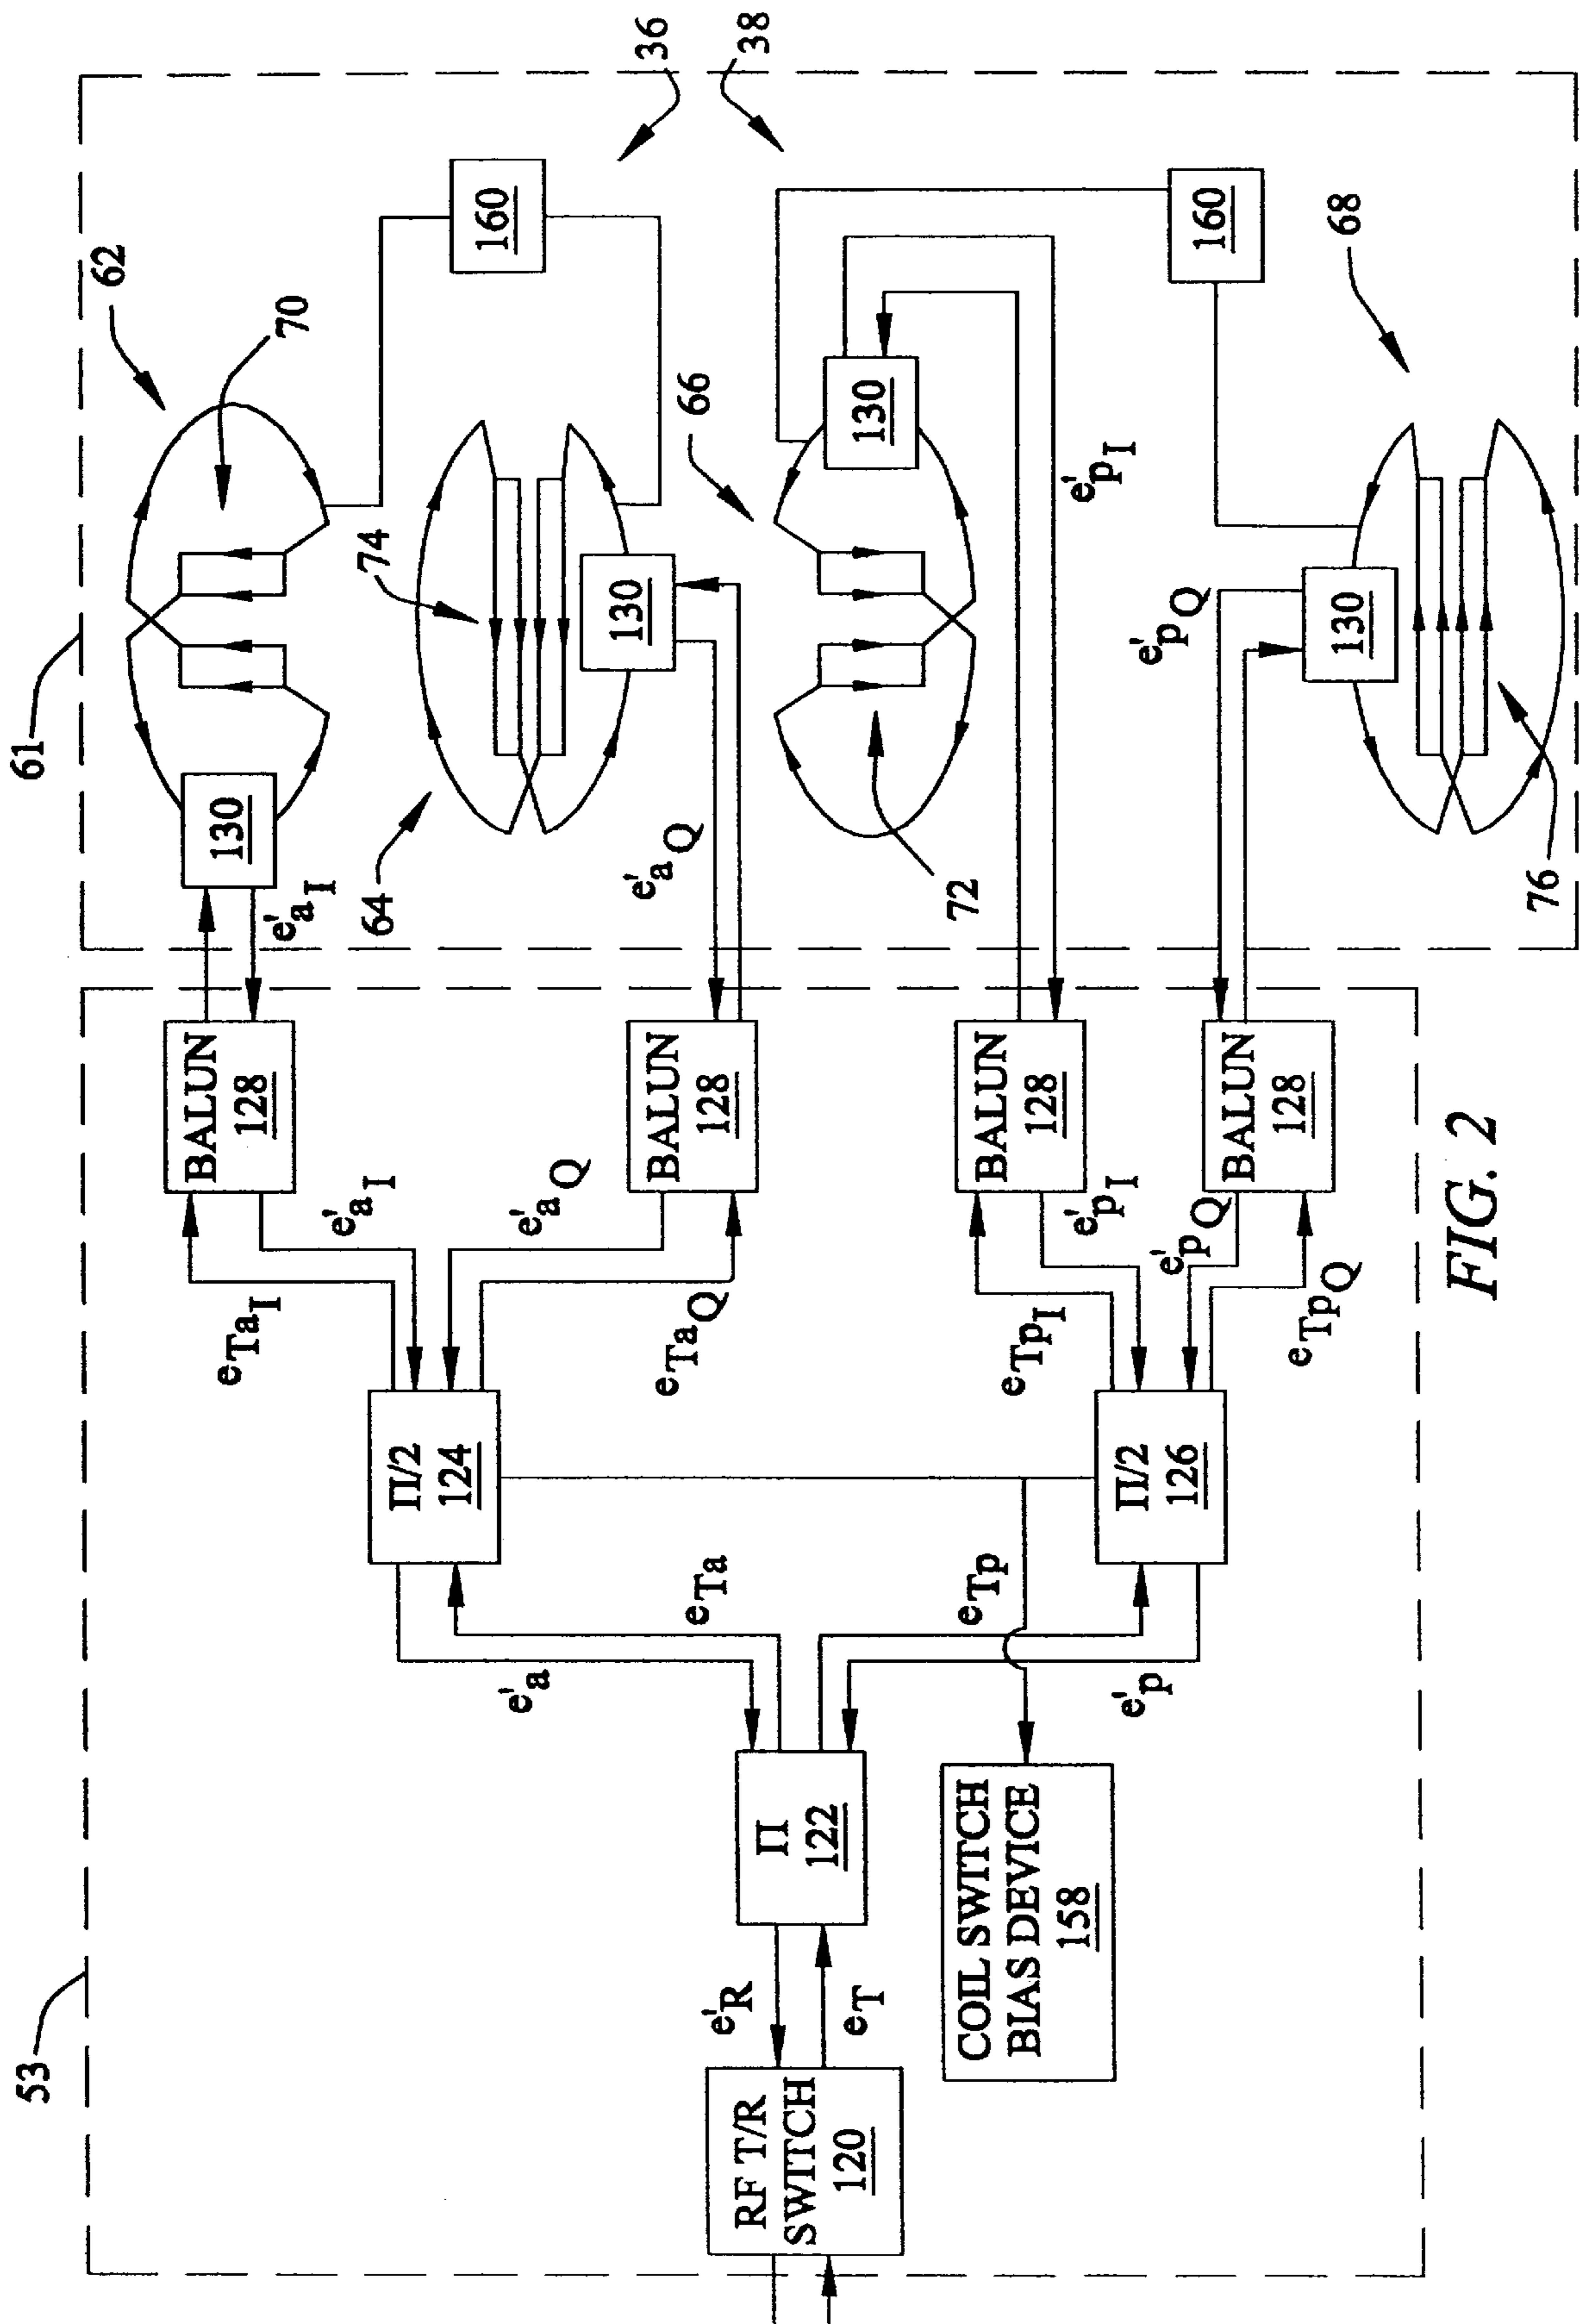 53
61
RF T/R
SWITCH
120
e'R
eT
Π
122
COIL SWITCH
BIAS DEVICE
158
e'a
eTa
eTp
e'p
Π/2
124
Π/2
126
eTaI
e'aI
e'aQ
eTaQ
eTpI
e'pI
e'pQ
eTpQ
BALUN
128
BALUN
128
BALUN
128
BALUN
128
e'aI
e'aQ
e'pI
e'pQ
130
130
130
130
62
70
64
74
66
72
68
76
160
160
36
38
FIG. 2